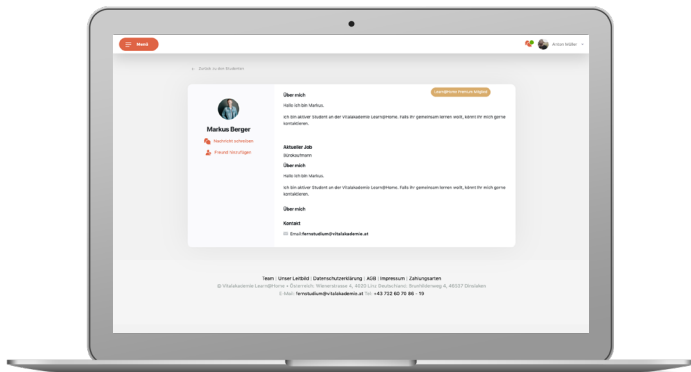 Menü
Anton Müller
← Zurück zu den Studenten
Markus Berger
Nachricht schreiben
Freund hinzufügen
Learn@Home Premium Mitglied
Über mich
Hallo ich bin Markus.
Ich bin aktiver Student an der Vitalakademie Learn@Home. Falls ihr gemeinsam lernen wollt, könnt ihr mich gerne
kontaktieren.
Aktueller Job
Bürokaufmann
Über mich
Hallo ich bin Markus.
Ich bin aktiver Student an der Vitalakademie Learn@Home. Falls ihr gemeinsam lernen wollt, könnt ihr mich gerne
kontaktieren.
Über mich
Kontakt
Email:fernstudium@vitalakademie.at
Team | Unser Leitbild | Datenschutzerklärung | AGB | Impressum | Zahlungsarten
© Vitalakademie Learn@Home • Österreich: Wienerstrasse 4, 4020 Linz Deutschland: 4, 46537 Dinslaken
E-Mail: fernstudium@vitalakademie.at Tel: +43 732 60 70 86 - 19